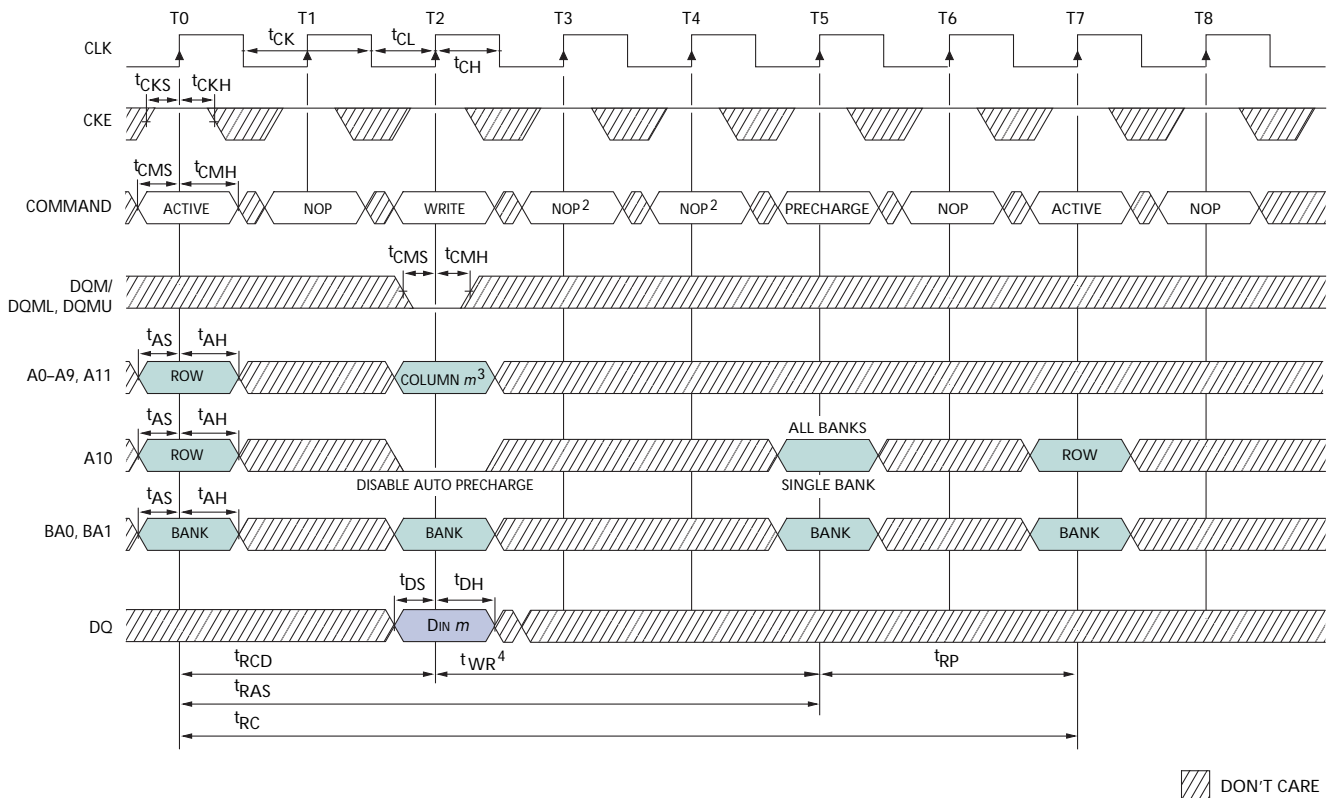 T0 T1 T2 T3 T4 T5 T6 T7 T8
CLK tCK tCL tCH
tCKS tCKH
CKE
tCMS tCMH
COMMAND ACTIVE NOP WRITE NOP2 NOP2 PRECHARGE NOP ACTIVE NOP
tCMS tCMH
DQM/
DQML, DQMU
tAS tAH
A0–A9, A11 ROW COLUMN m3
tAS tAH ALL BANKS
A10 ROW ROW
DISABLE AUTO PRECHARGE SINGLE BANK
tAS tAH
BA0, BA1 BANK BANK BANK BANK
tDS tDH
DQ DIN m
tRCD tWR4 tRP
tRAS
tRC
DON'T CARE